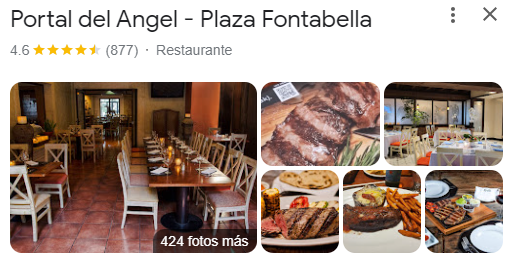 Portal del Angel - Plaza Fontabella
4.6 (877) · Restaurante
424 fotos más